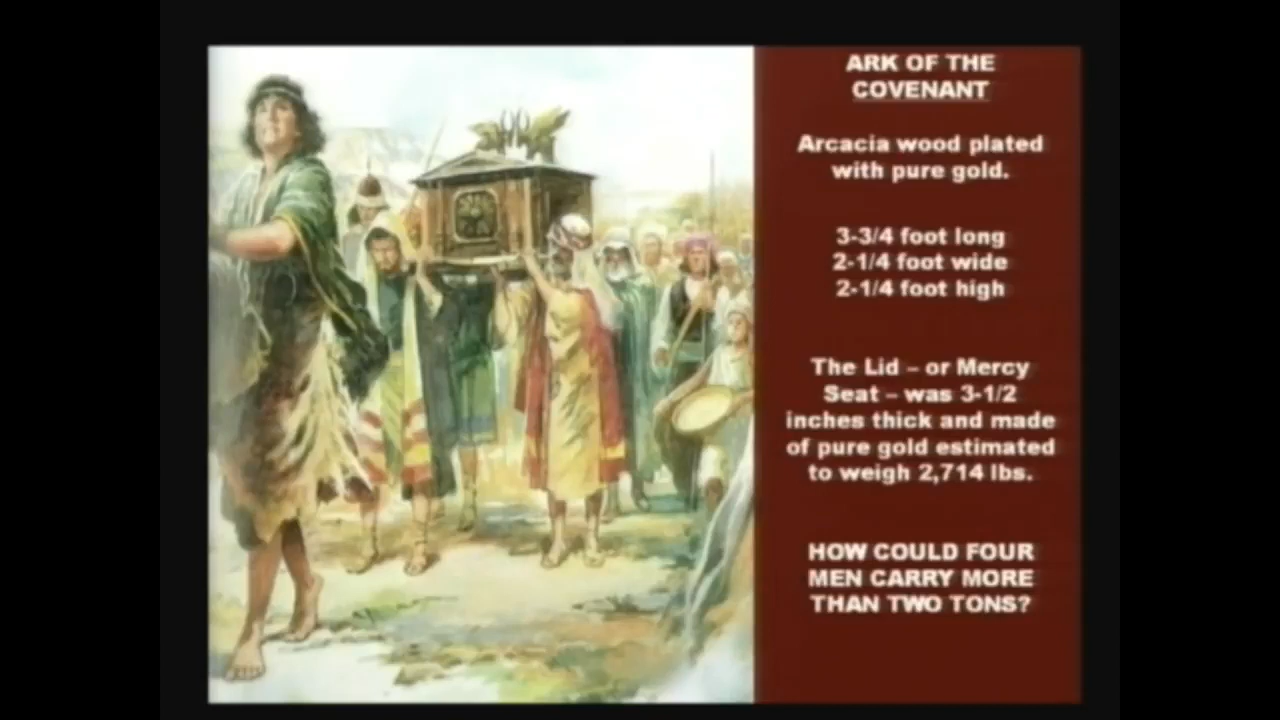 ARK OF THE
COVENANT
Arcacia wood plated
with pure gold.
3-3/4 foot long
2-1/4 foot wide
2-1/4 foot high
The Lid – or Mercy
Seat – was 3-1/2
inches thick and made
of pure gold estimated
to weigh 2,714 lbs.
HOW COULD FOUR
MEN CARRY MORE
THAN TWO TONS?